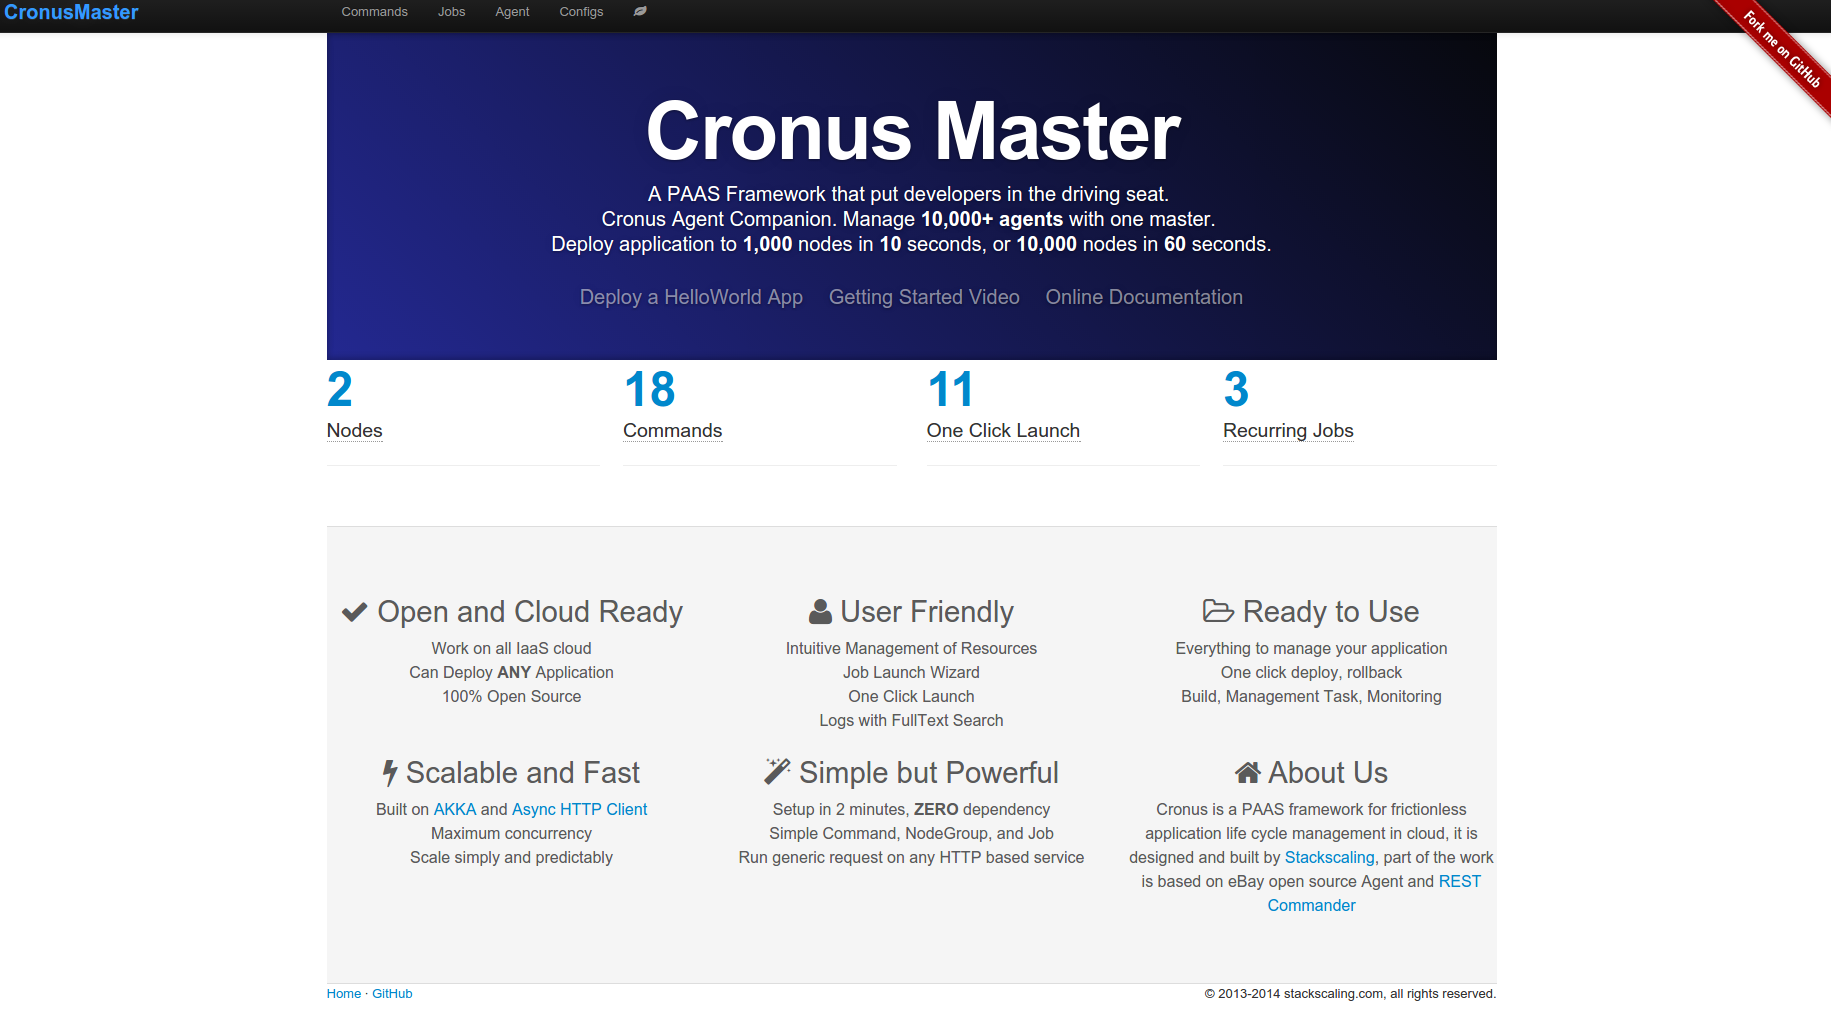 CronusMaster
Commands Jobs Agent Configs
Fork me on GitHub
Cronus Master
A PAAS Framework that put developers in the driving seat.
Cronus Agent Companion. Manage 10,000+ agents with one master.
Deploy application to 1,000 nodes in 10 seconds, or 10,000 nodes in 60 seconds.
Deploy a HelloWorld App Getting Started Video Online Documentation
2
Nodes
18
Commands
11
One Click Launch
3
Recurring Jobs
Open and Cloud Ready
Work on all IaaS cloud
Can Deploy ANY Application
100% Open Source
User Friendly
Intuitive Management of Resources
Job Launch Wizard
One Click Launch
Logs with FullText Search
Ready to Use
Everything to manage your application
One click deploy, rollback
Build, Management Task, Monitoring
Scalable and Fast
Built on AKKA and Async HTTP Client
Maximum concurrency
Scale simply and predictably
Simple but Powerful
Setup in 2 minutes, ZERO dependency
Simple Command, NodeGroup, and Job
Run generic request on any HTTP based service
About Us
Cronus is a PAAS framework for frictionless
application life cycle management in cloud, it is
designed and built by Stackscaling, part of the work
is based on eBay open source Agent and REST
Commander
Home · GitHub
© 2013-2014 stackscaling.com, all rights reserved.